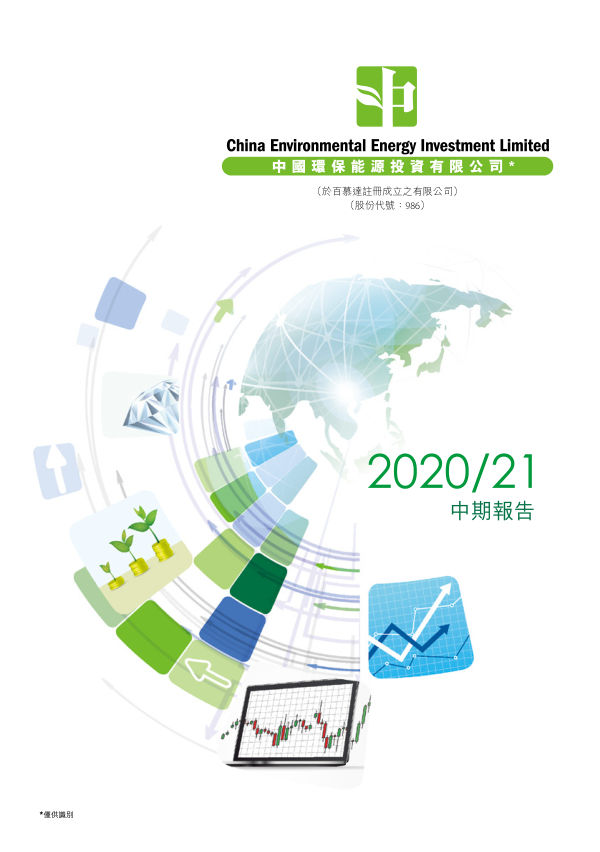 China Environmental Energy Investment Limited
中國環保能源投資有限公司*
（於百慕達註冊成立之有限公司）
（股份代號：986）
2020/21
中期報告
*僅供識別